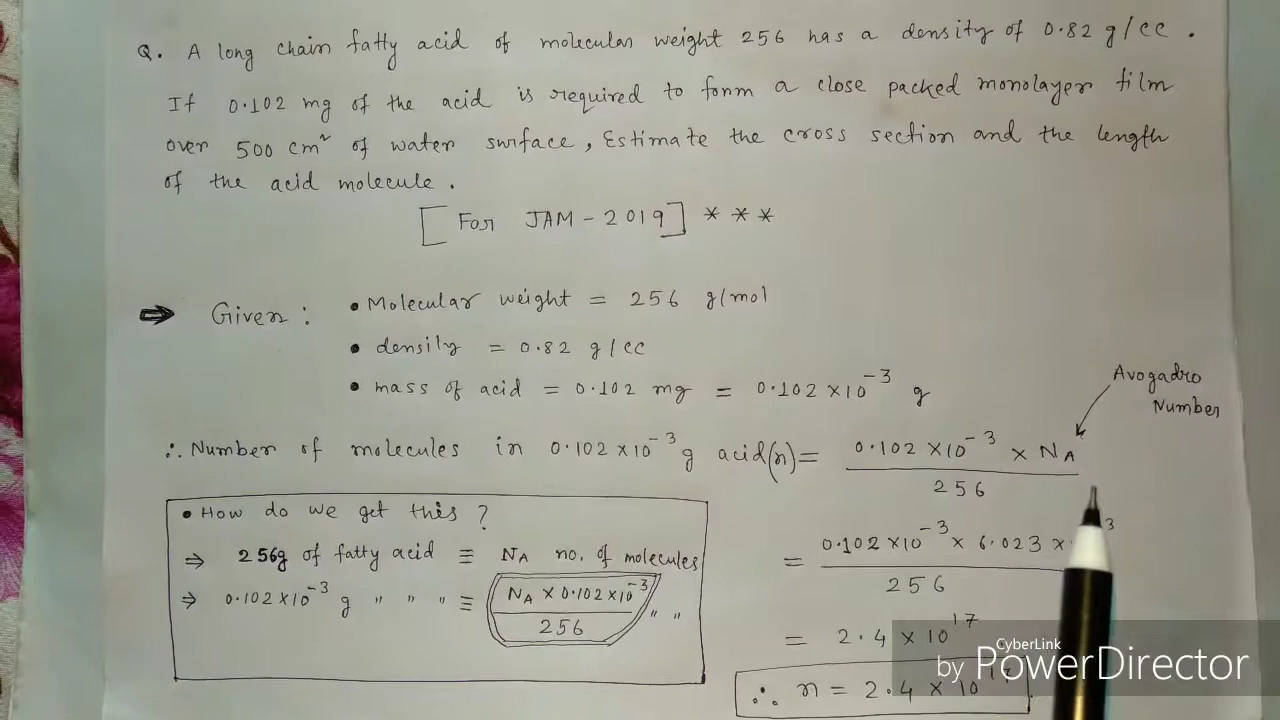 Q. A long chain fatty acid of molecular weight 256 has a density of 0.82 g/cc.
If 0.102 mg of the acid is required to form a close packed monolayer film
over 500 cm² of water surface, Estimate the cross section and the length
of the acid molecule.
[For JAM - 2019] ***
⇒ Given :
• Molecular weight = 256 g/mol
• density = 0.82 g/cc
• mass of acid = 0.102 mg = 0.102 × 10⁻³ g
Avogadro
Number
∴ Number of molecules in 0.102 × 10⁻³ g acid(n) = 0.102 × 10⁻³ × N_A
256
• How do we get this ?
⇒ 256g of fatty acid ≡ N_A no. of molecules
⇒ 0.102 × 10⁻³ g " " " ≡ N_A × 0.102 × 10⁻³ " "
256
= 0.102 × 10⁻³ × 6.023 ×
256
= 2.4 × 10¹⁷
∴ n = 2.4 × 10
CyberLink
by PowerDirector